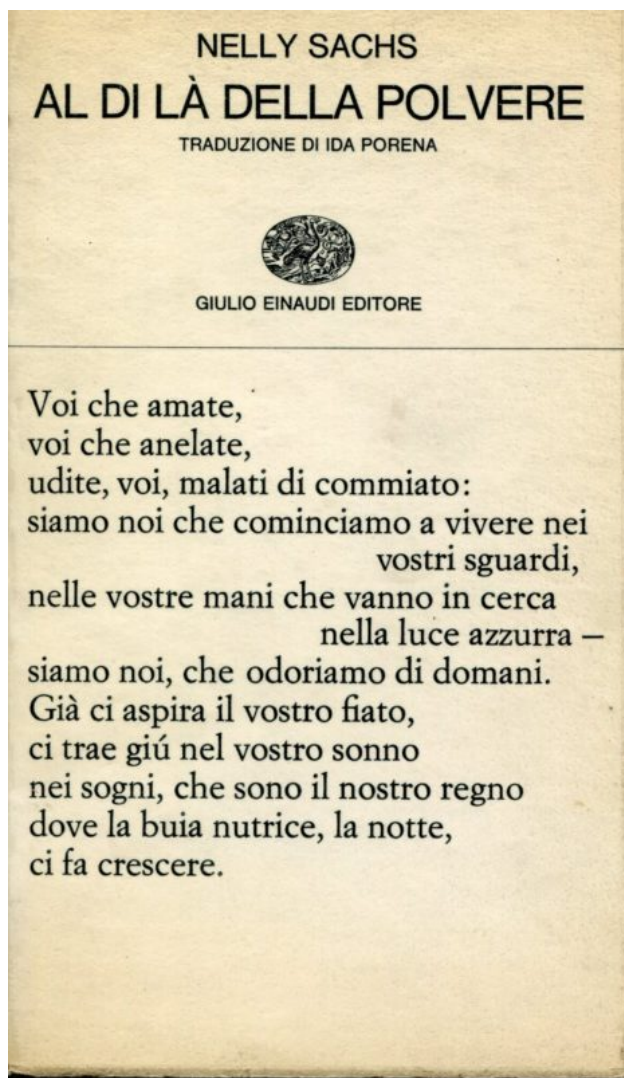 NELLY SACHS
AL DI LÀ DELLA POLVERE
TRADUZIONE DI IDA PORENA
GIULIO EINAUDI EDITORE
Voi che amate,
voi che anelate,
udite, voi, malati di commiato:
siamo noi che cominciamo a vivere nei
vostri sguardi,
nelle vostre mani che vanno in cerca
nella luce azzurra –
siamo noi, che odoriamo di domani.
Già ci aspira il vostro fiato,
ci trae giú nel vostro sonno
nei sogni, che sono il nostro regno
dove la buia nutrice, la notte,
ci fa crescere.